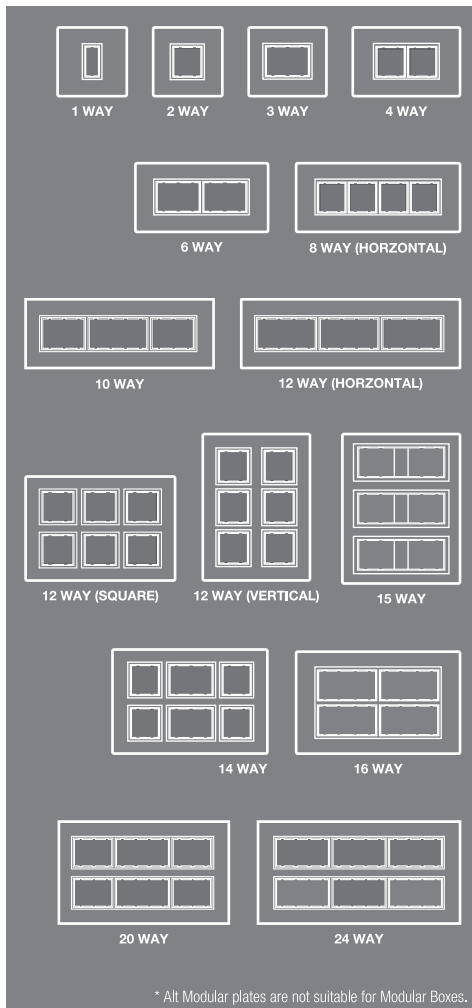 1 WAY 2 WAY 3 WAY 4 WAY
6 WAY 8 WAY (HORZONTAL)
10 WAY 12 WAY (HORZONTAL)
12 WAY (SQUARE) 12 WAY (VERTICAL) 15 WAY
14 WAY 16 WAY
20 WAY 24 WAY
* Alt Modular plates are not suitable for Modular Boxes.